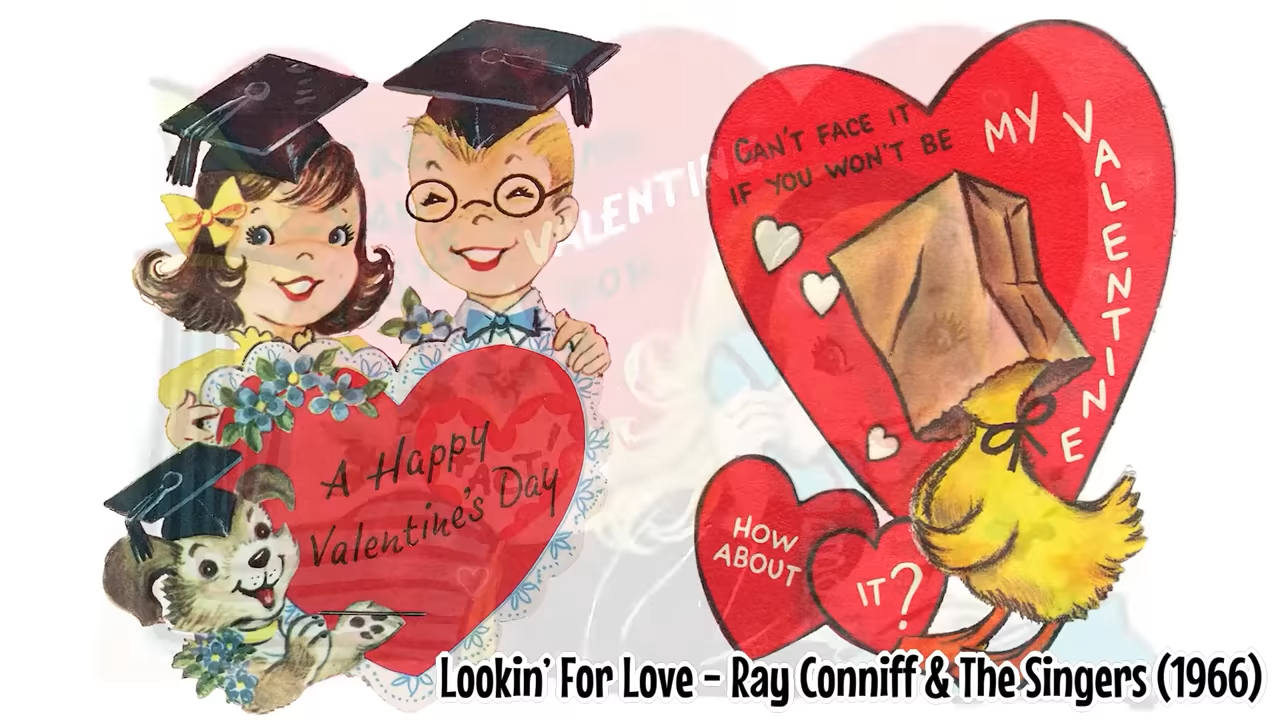 A Happy
Valentine's Day
CAN'T FACE IT
IF YOU WON'T BE
MY VALENTINE
HOW
ABOUT
IT?
VALENTIN
Lookin' For Love - Ray Conniff & The Singers (1966)